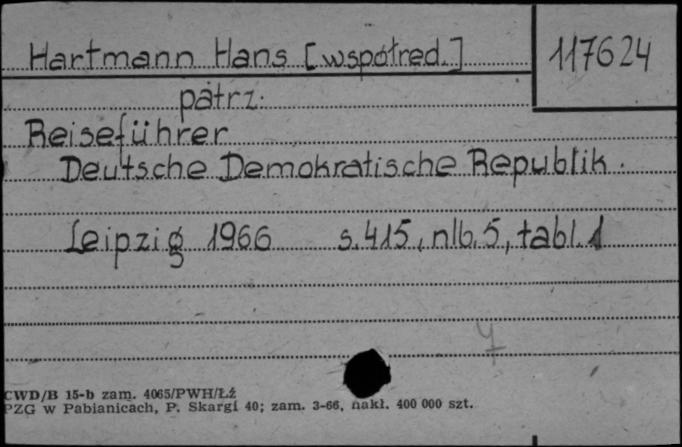 Hartmann Hans [współred.]
117624
patrz:
Reiseführer
Deutsche Demokratische Republik.
Leipzig 1966 s. 415, nlb. 5, tabl. 1
4
CWD/B 15-b zam. 4065/PWH/Łź
PZG w Pabianicach, P. Skargi 40; zam. 3-66, nakł. 400 000 szt.